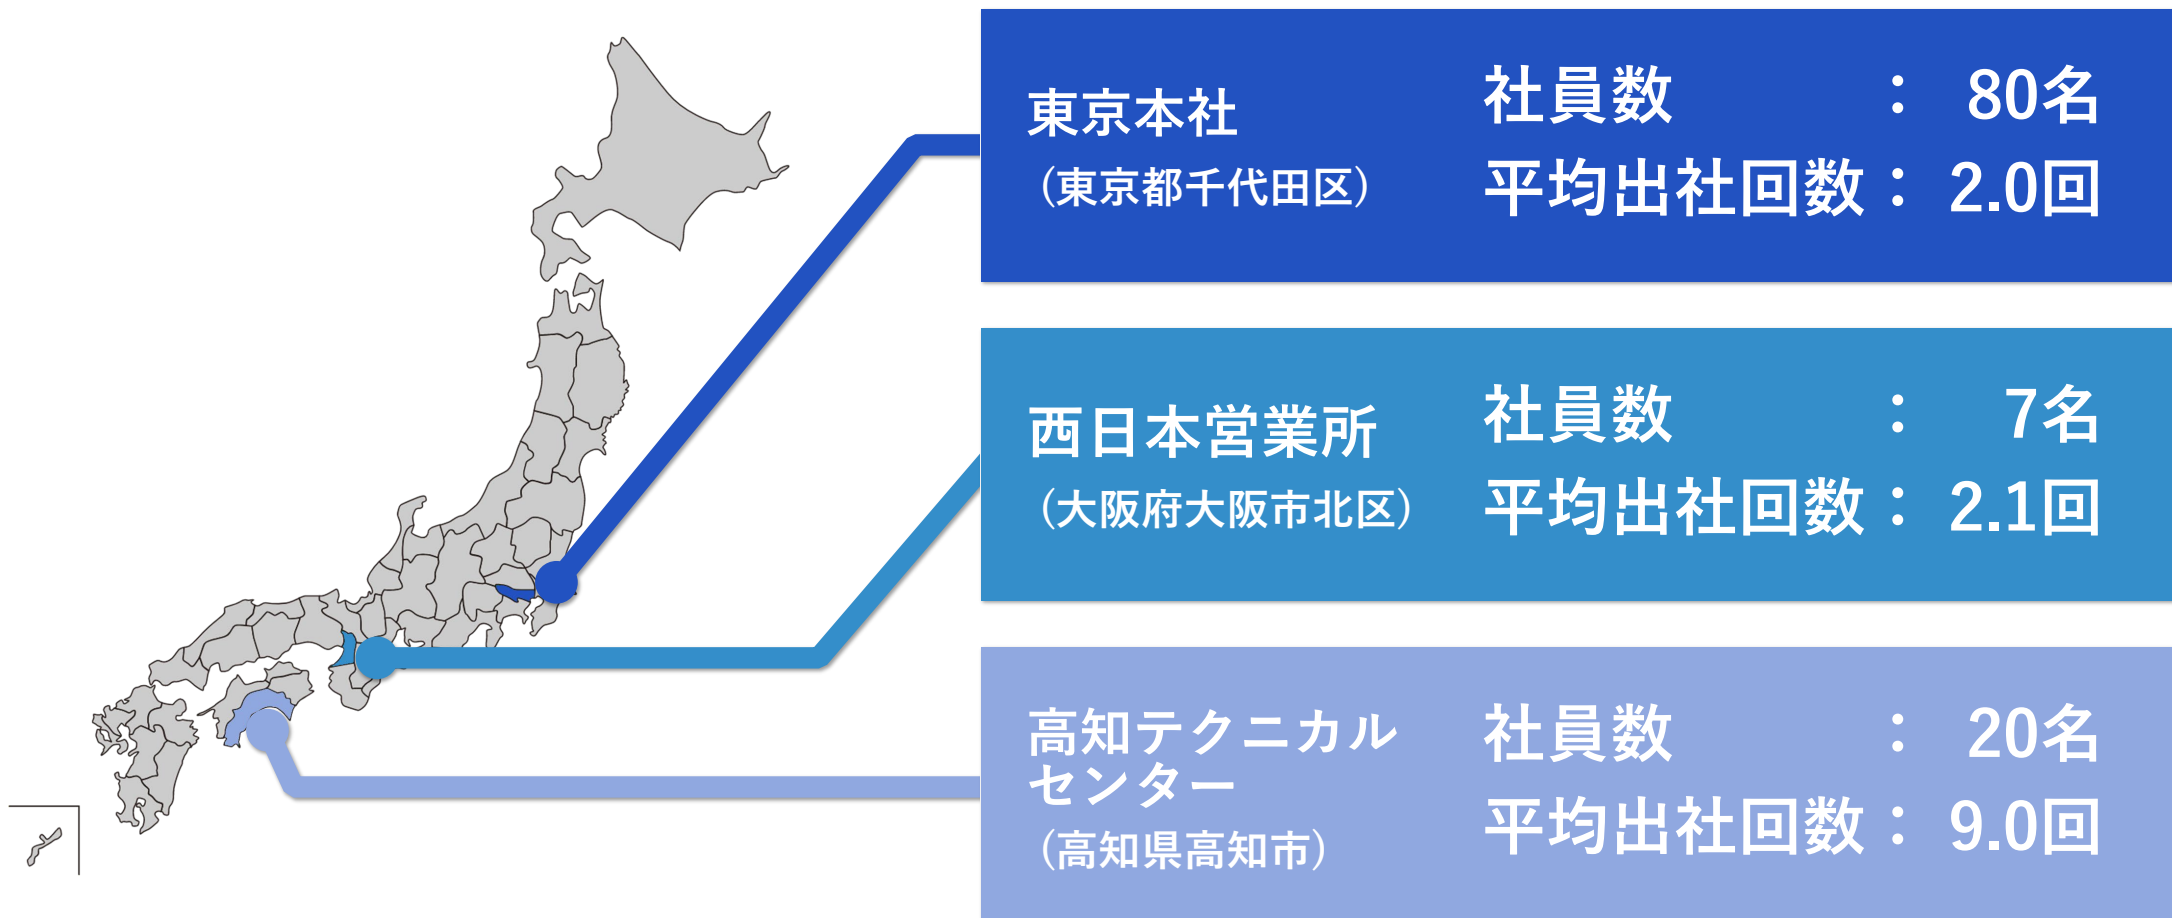 東京本社
（東京都千代田区）
社員数 ： 80名
平均出社回数 ： 2.0回
西日本営業所
（大阪府大阪市北区）
社員数 ： 7名
平均出社回数 ： 2.1回
高知テクニカル
センター
（高知県高知市）
社員数 ： 20名
平均出社回数 ： 9.0回